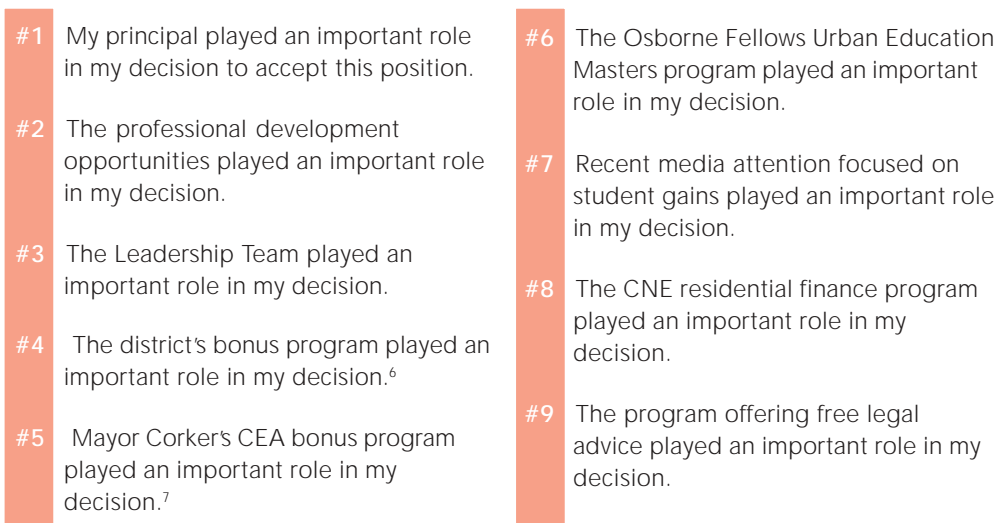 #1 My principal played an important role
in my decision to accept this position.
#2 The professional development
opportunities played an important role
in my decision.
#3 The Leadership Team played an
important role in my decision.
#4 The district's bonus program played an
important role in my decision.6
#5 Mayor Corker's CEA bonus program
played an important role in my
decision.7
#6 The Osborne Fellows Urban Education
Masters program played an important
role in my decision.
#7 Recent media attention focused on
student gains played an important role
in my decision.
#8 The CNE residential finance program
played an important role in my
decision.
#9 The program offering free legal
advice played an important role in my
decision.